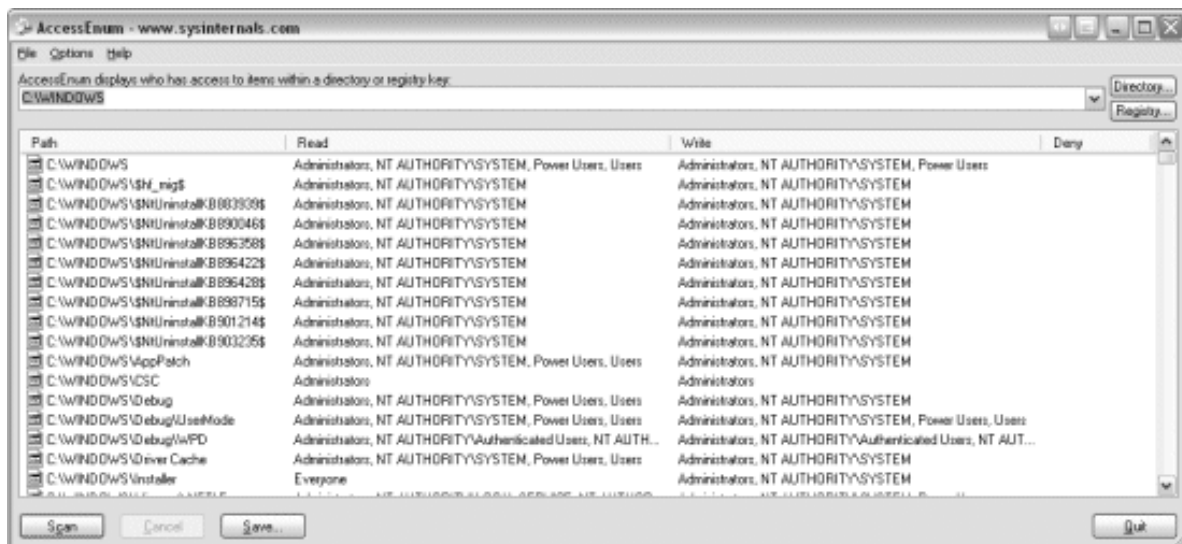 AccessEnum - www.sysinternals.com
File Options Help
AccessEnum displays who has access to items within a directory or registry key.
C:\WINDOWS
Directory...
Registry...
Path Read Write Deny
C:\WINDOWS Administrators, NT AUTHORITY\SYSTEM, Power Users, Users Administrators, NT AUTHORITY\SYSTEM, Power Users
C:\WINDOWS\$hf_mig$ Administrators, NT AUTHORITY\SYSTEM Administrators, NT AUTHORITY\SYSTEM
C:\WINDOWS\$NtUninstallKB883939$ Administrators, NT AUTHORITY\SYSTEM Administrators, NT AUTHORITY\SYSTEM
C:\WINDOWS\$NtUninstallKB890046$ Administrators, NT AUTHORITY\SYSTEM Administrators, NT AUTHORITY\SYSTEM
C:\WINDOWS\$NtUninstallKB896358$ Administrators, NT AUTHORITY\SYSTEM Administrators, NT AUTHORITY\SYSTEM
C:\WINDOWS\$NtUninstallKB896422$ Administrators, NT AUTHORITY\SYSTEM Administrators, NT AUTHORITY\SYSTEM
C:\WINDOWS\$NtUninstallKB896428$ Administrators, NT AUTHORITY\SYSTEM Administrators, NT AUTHORITY\SYSTEM
C:\WINDOWS\$NtUninstallKB898715$ Administrators, NT AUTHORITY\SYSTEM Administrators, NT AUTHORITY\SYSTEM
C:\WINDOWS\$NtUninstallKB901214$ Administrators, NT AUTHORITY\SYSTEM Administrators, NT AUTHORITY\SYSTEM
C:\WINDOWS\$NtUninstallKB903235$ Administrators, NT AUTHORITY\SYSTEM Administrators, NT AUTHORITY\SYSTEM
C:\WINDOWS\AppPatch Administrators, NT AUTHORITY\SYSTEM, Power Users, Users Administrators, NT AUTHORITY\SYSTEM
C:\WINDOWS\CSC Administrators Administrators
C:\WINDOWS\Debug Administrators, NT AUTHORITY\SYSTEM, Power Users, Users Administrators, NT AUTHORITY\SYSTEM
C:\WINDOWS\Debug\UserMode Administrators, NT AUTHORITY\SYSTEM, Power Users, Users Administrators, NT AUTHORITY\SYSTEM, Power Users, Users
C:\WINDOWS\Debug\WPD Administrators, NT AUTHORITY\Authenticated Users, NT AUTH... Administrators, NT AUTHORITY\Authenticated Users, NT AUT...
C:\WINDOWS\Driver Cache Administrators, NT AUTHORITY\SYSTEM, Power Users, Users Administrators, NT AUTHORITY\SYSTEM
C:\WINDOWS\Installer Everyone Administrators, NT AUTHORITY\SYSTEM
Scan Cancel Save... Quit